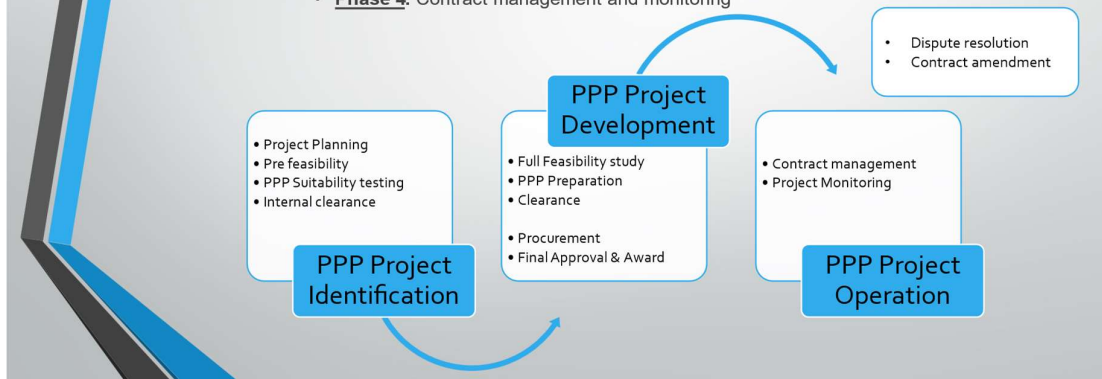 • Phase 4: Contract management and monitoring
• Dispute resolution
• Contract amendment
PPP Project
Development
• Project Planning
• Pre feasibility
• PPP Suitability testing
• Internal clearance
PPP Project
Identification
• Full Feasibility study
• PPP Preparation
• Clearance
• Procurement
• Final Approval & Award
• Contract management
• Project Monitoring
PPP Project
Operation